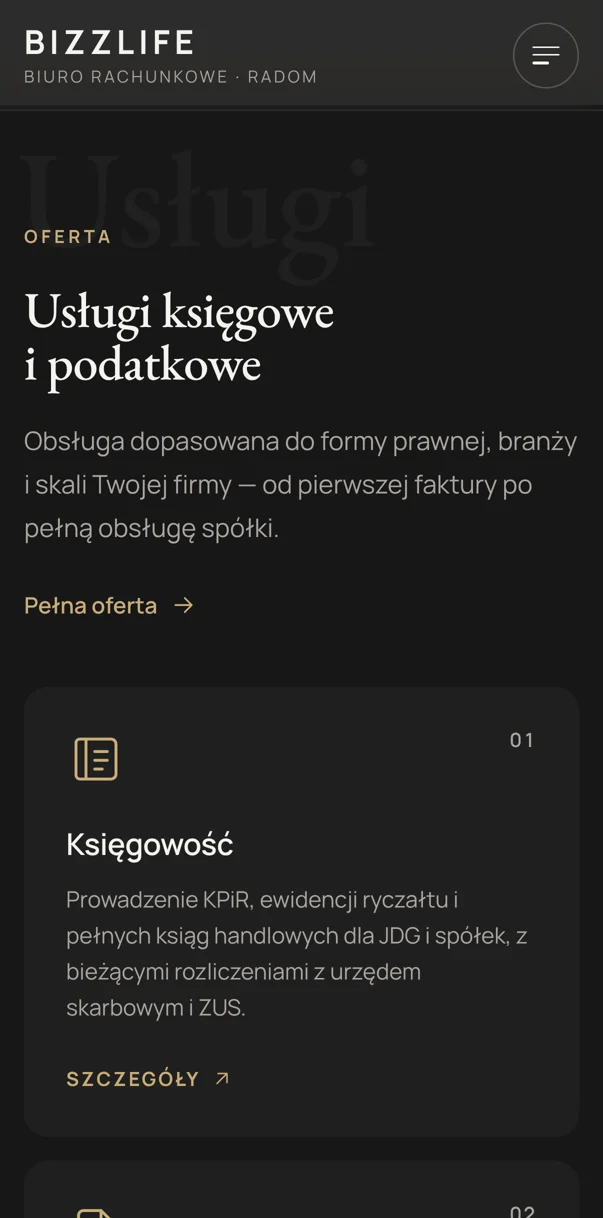 BIZZLIFE
BIURO RACHUNKOWE · RADOM
Usługi
OFERTA
Usługi księgowe
i podatkowe
Obsługa dopasowana do formy prawnej, branży
i skali Twojej firmy — od pierwszej faktury po
pełną obsługę spółki.
Pełna oferta →
01
Księgowość
Prowadzenie KPiR, ewidencji ryczałtu i
pełnych ksiąg handlowych dla JDG i spółek, z
bieżącymi rozliczeniami z urzędem
skarbowym i ZUS.
SZCZEGÓŁY ↗
02